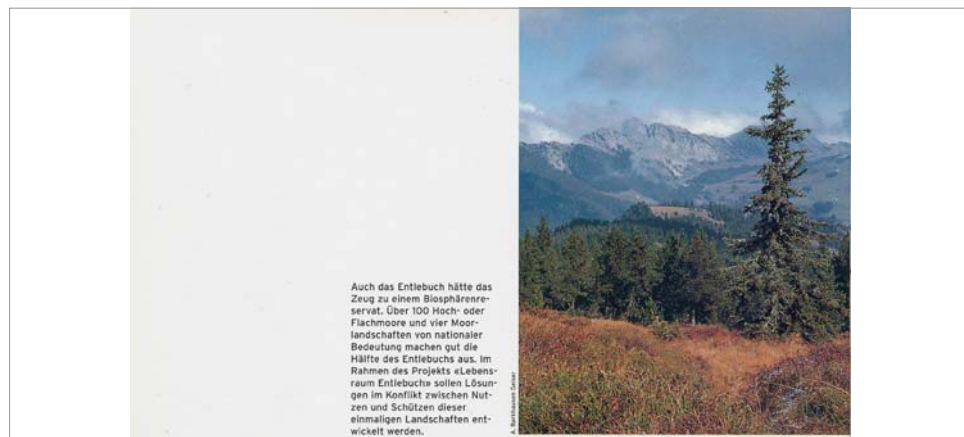 Auch das Entlebuch hätte das
Zeug zu einem Biosphärenre-
servat. Über 100 Hoch- oder
Flachmoore und vier Moor-
landschaften von nationaler
Bedeutung machen gut die
Hälfte des Entlebuchs aus. Im
Rahmen des Projekts «Lebens-
raum Entlebuch» sollen Lösun-
gen im Konflikt zwischen Nut-
zen und Schützen dieser
einmaligen Landschaften ent-
wickelt werden.
A. Barkhausen Geiser